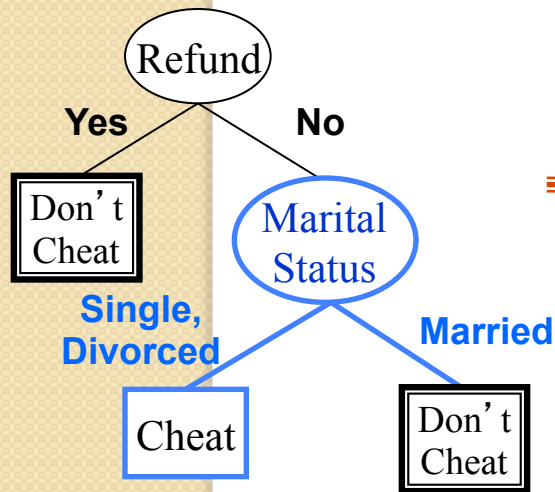 Refund
Yes
No
Don't
Cheat
Marital
Status
Single,
Divorced
Married
Cheat
Don't
Cheat